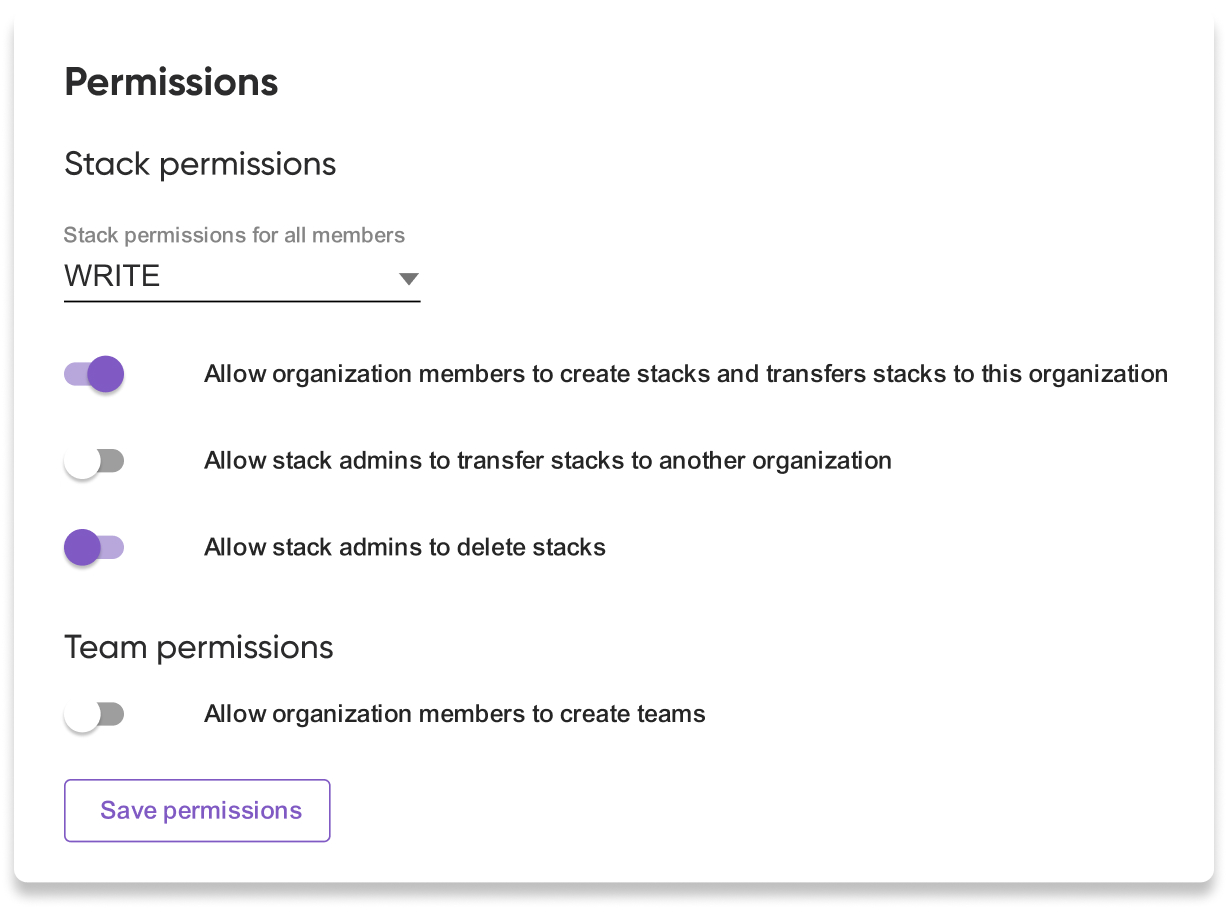 Permissions
Stack permissions
Stack permissions for all members
WRITE
Allow organization members to create stacks and transfers stacks to this organization
Allow stack admins to transfer stacks to another organization
Allow stack admins to delete stacks
Team permissions
Allow organization members to create teams
Save permissions